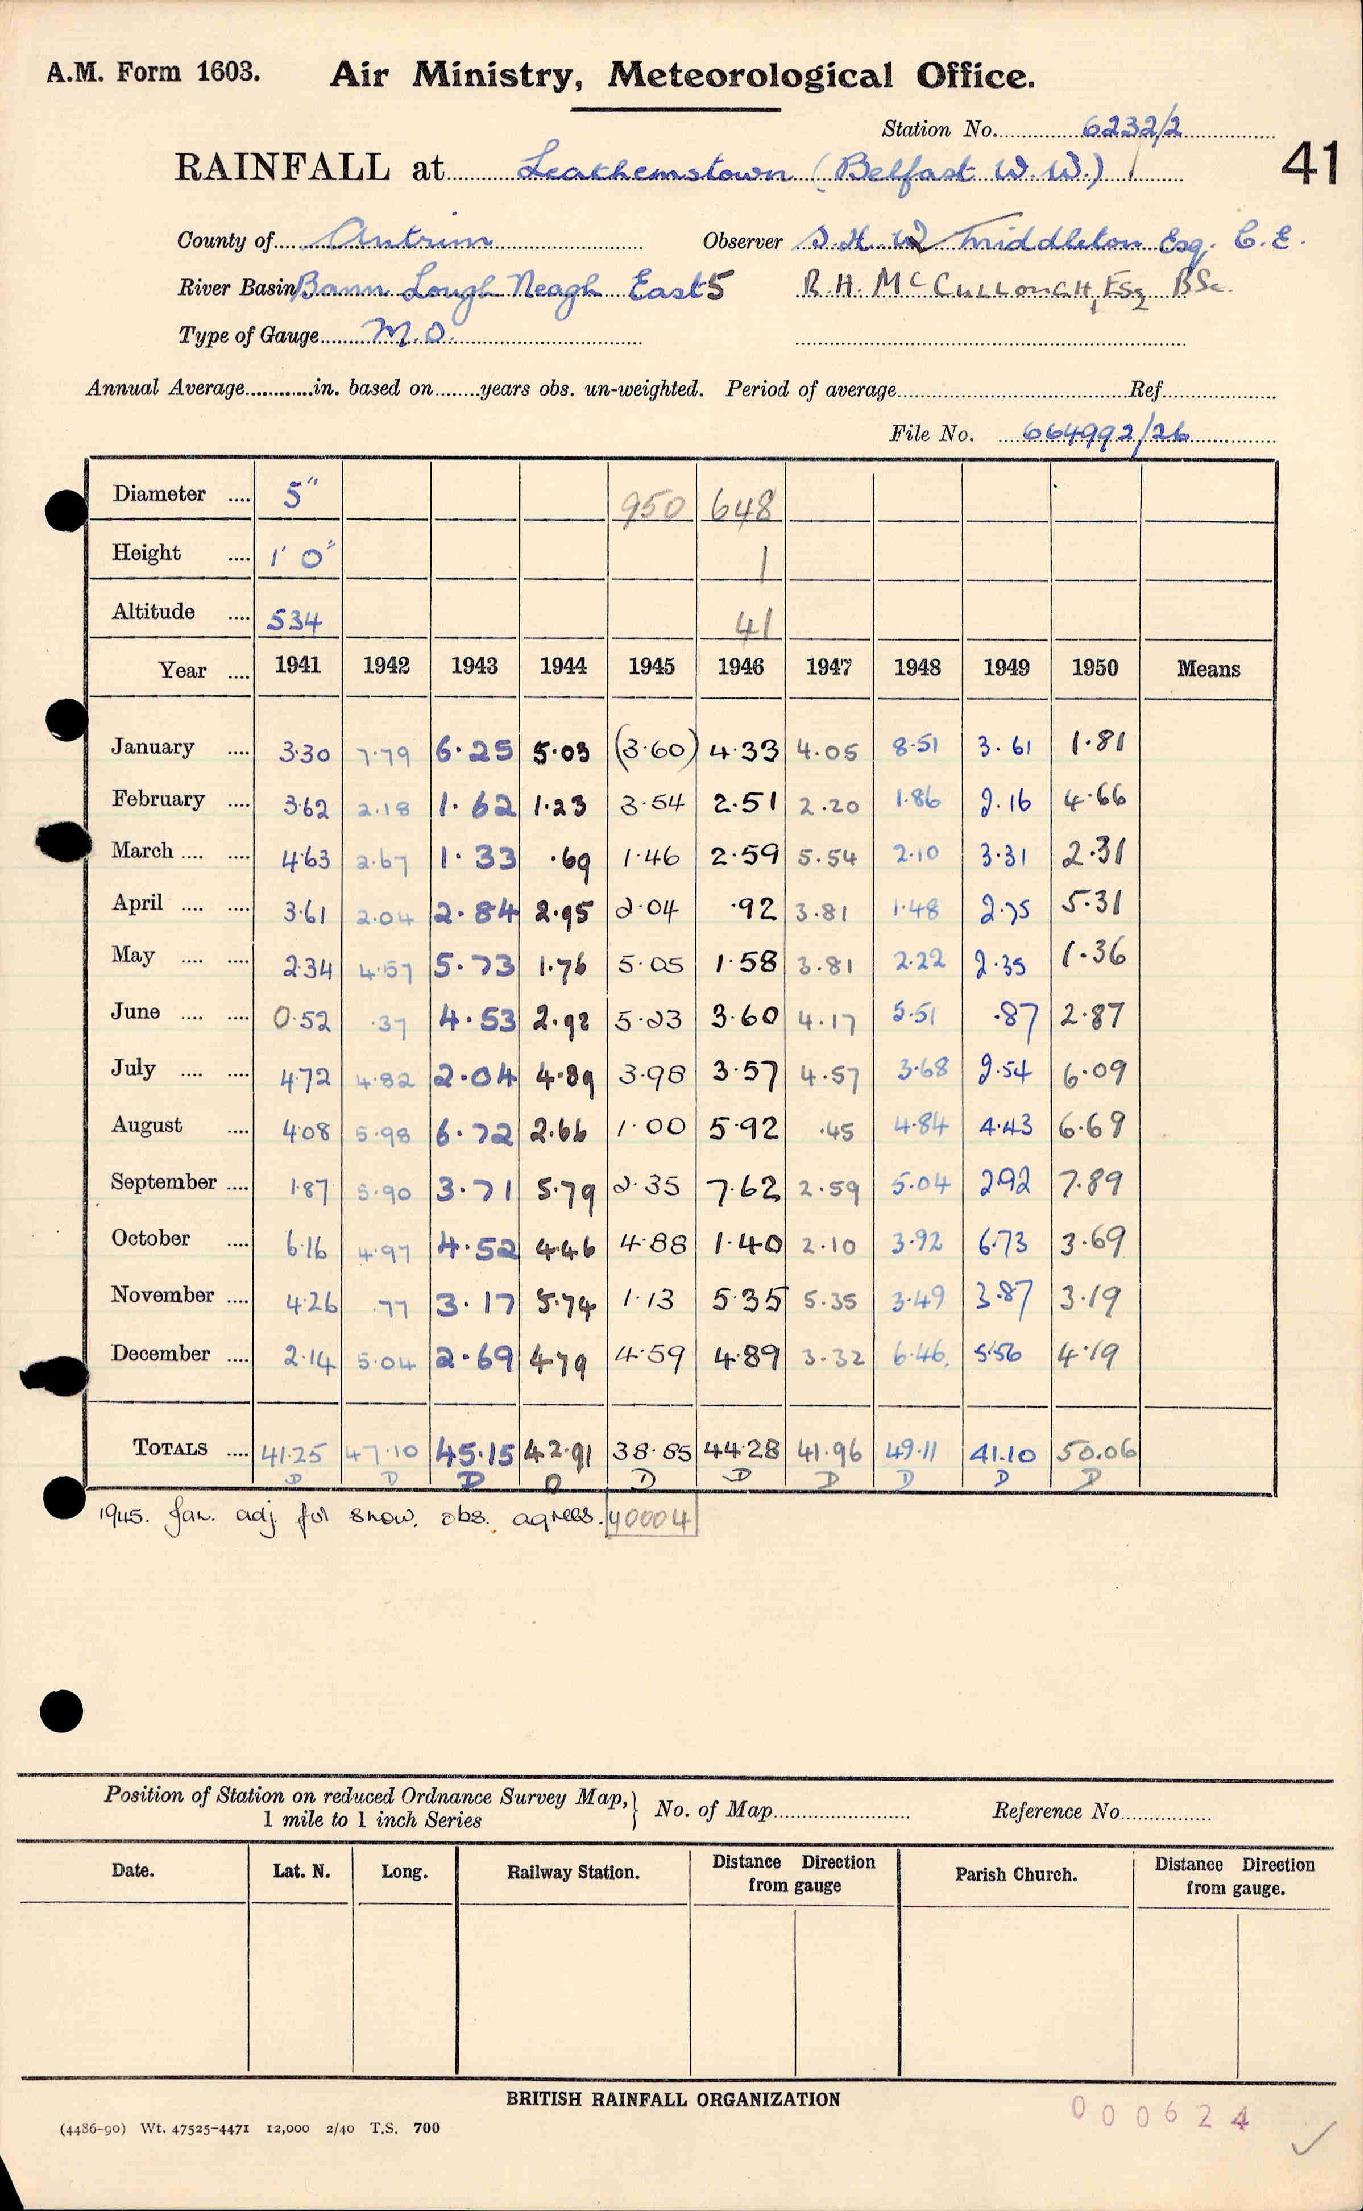 A.M. Form 1603. Air Ministry, Meteorological Office.
Station No. 6232/2
RAINFALL at Leathemstown (Belfast W.W.) 41
County of Antrim Observer D.H.W. Middleton Esq. C.E.
River Basin Bann Lough Neagh East 5 R.H. McCullough, Esq BSc.
Type of Gauge M.O.
Annual Average in. based on years obs. un-weighted. Period of average Ref
File No. 664992/26
Diameter .... 5" 950 648
Height .... 1' 0" 1
Altitude .... 534 41
Year .... 1941 1942 1943 1944 1945 1946 1947 1948 1949 1950 Means
January .... 3.30 7.79 6.25 5.03 (3.60) 4.33 4.05 8.51 3.61 1.81
February .... 3.62 2.18 1.62 1.23 3.54 2.51 2.20 1.86 2.16 4.66
March .... .... 4.63 2.67 1.33 .69 1.46 2.59 5.54 2.10 3.31 2.31
April .... .... 3.61 2.04 2.84 2.95 2.04 .92 3.81 1.48 2.75 5.31
May .... .... 2.34 4.57 5.73 1.76 5.05 1.58 3.81 2.22 2.35 1.36
June .... .... 0.52 .37 4.53 2.92 5.23 3.60 4.17 5.51 .87 2.87
July .... .... 4.72 4.82 2.04 4.89 3.98 3.57 4.57 3.68 2.54 6.09
August .... 4.08 5.98 6.72 2.66 1.00 5.92 .45 4.84 4.43 6.69
September .... 1.87 5.90 3.71 5.79 2.35 7.62 2.59 5.04 2.92 7.89
October .... 6.16 4.97 4.52 4.46 4.88 1.40 2.10 3.92 6.73 3.69
November .... 4.26 .77 3.17 5.74 1.13 5.35 5.35 3.49 3.87 3.19
December .... 2.14 5.04 2.69 4.79 4.59 4.89 3.32 6.46 5.56 4.19
TOTALS .... 41.25 47.10 45.15 42.91 38.85 44.28 41.96 49.11 41.10 50.06
D D D D D D D D D D
1945. Jan. adj for snow. obs. agrees. 40004
Position of Station on reduced Ordnance Survey Map, 1 mile to 1 inch Series } No. of Map Reference No
Date. Lat. N. Long. Railway Station. Distance Direction from gauge Parish Church. Distance Direction from gauge.
BRITISH RAINFALL ORGANIZATION
000624
(4486-90) Wt. 47525-4471 12,000 2/40 T.S. 700